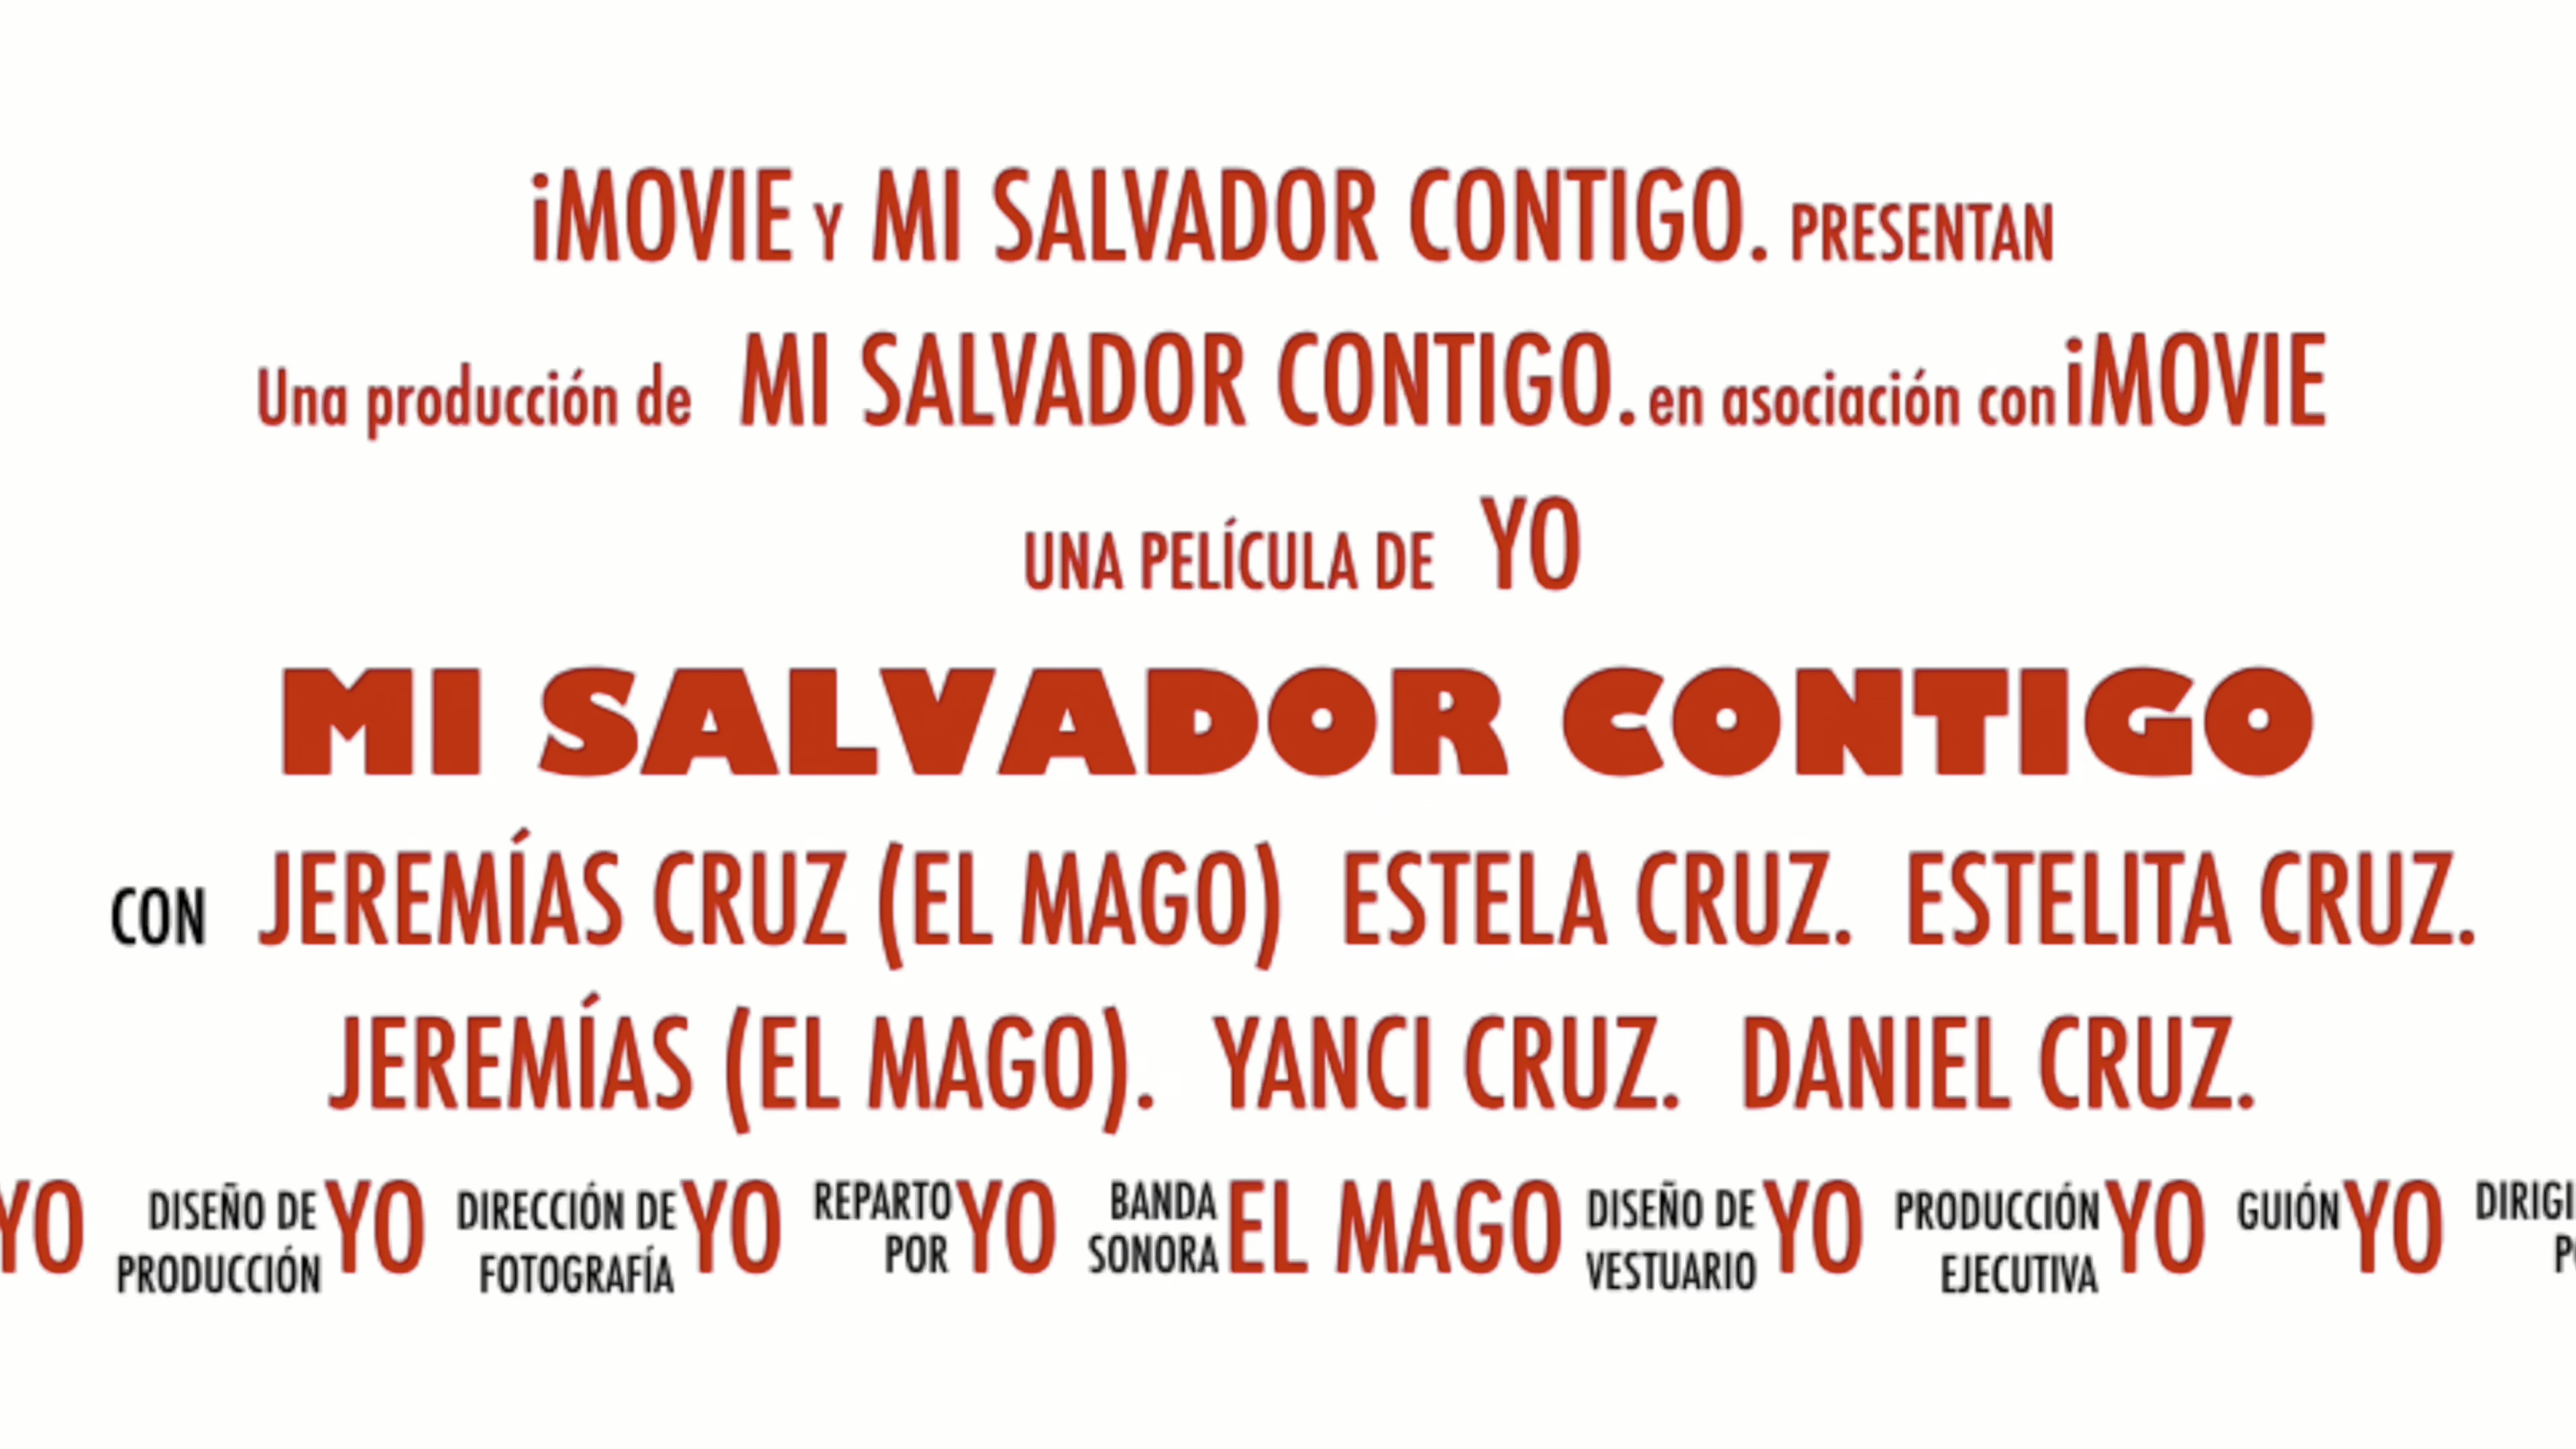 iMOVIE Y MI SALVADOR CONTIGO. PRESENTAN
Una producción de MI SALVADOR CONTIGO. en asociación con iMOVIE
UNA PELÍCULA DE YO
MI SALVADOR CONTIGO
CON JEREMÍAS CRUZ (EL MAGO) ESTELA CRUZ. ESTELITA CRUZ.
JEREMÍAS (EL MAGO). YANCI CRUZ. DANIEL CRUZ.
YO DISEÑO DE PRODUCCIÓN YO DIRECCIÓN DE FOTOGRAFÍA YO REPARTO POR YO BANDA SONORA EL MAGO DISEÑO DE VESTUARIO YO PRODUCCIÓN EJECUTIVA YO GUIÓN YO